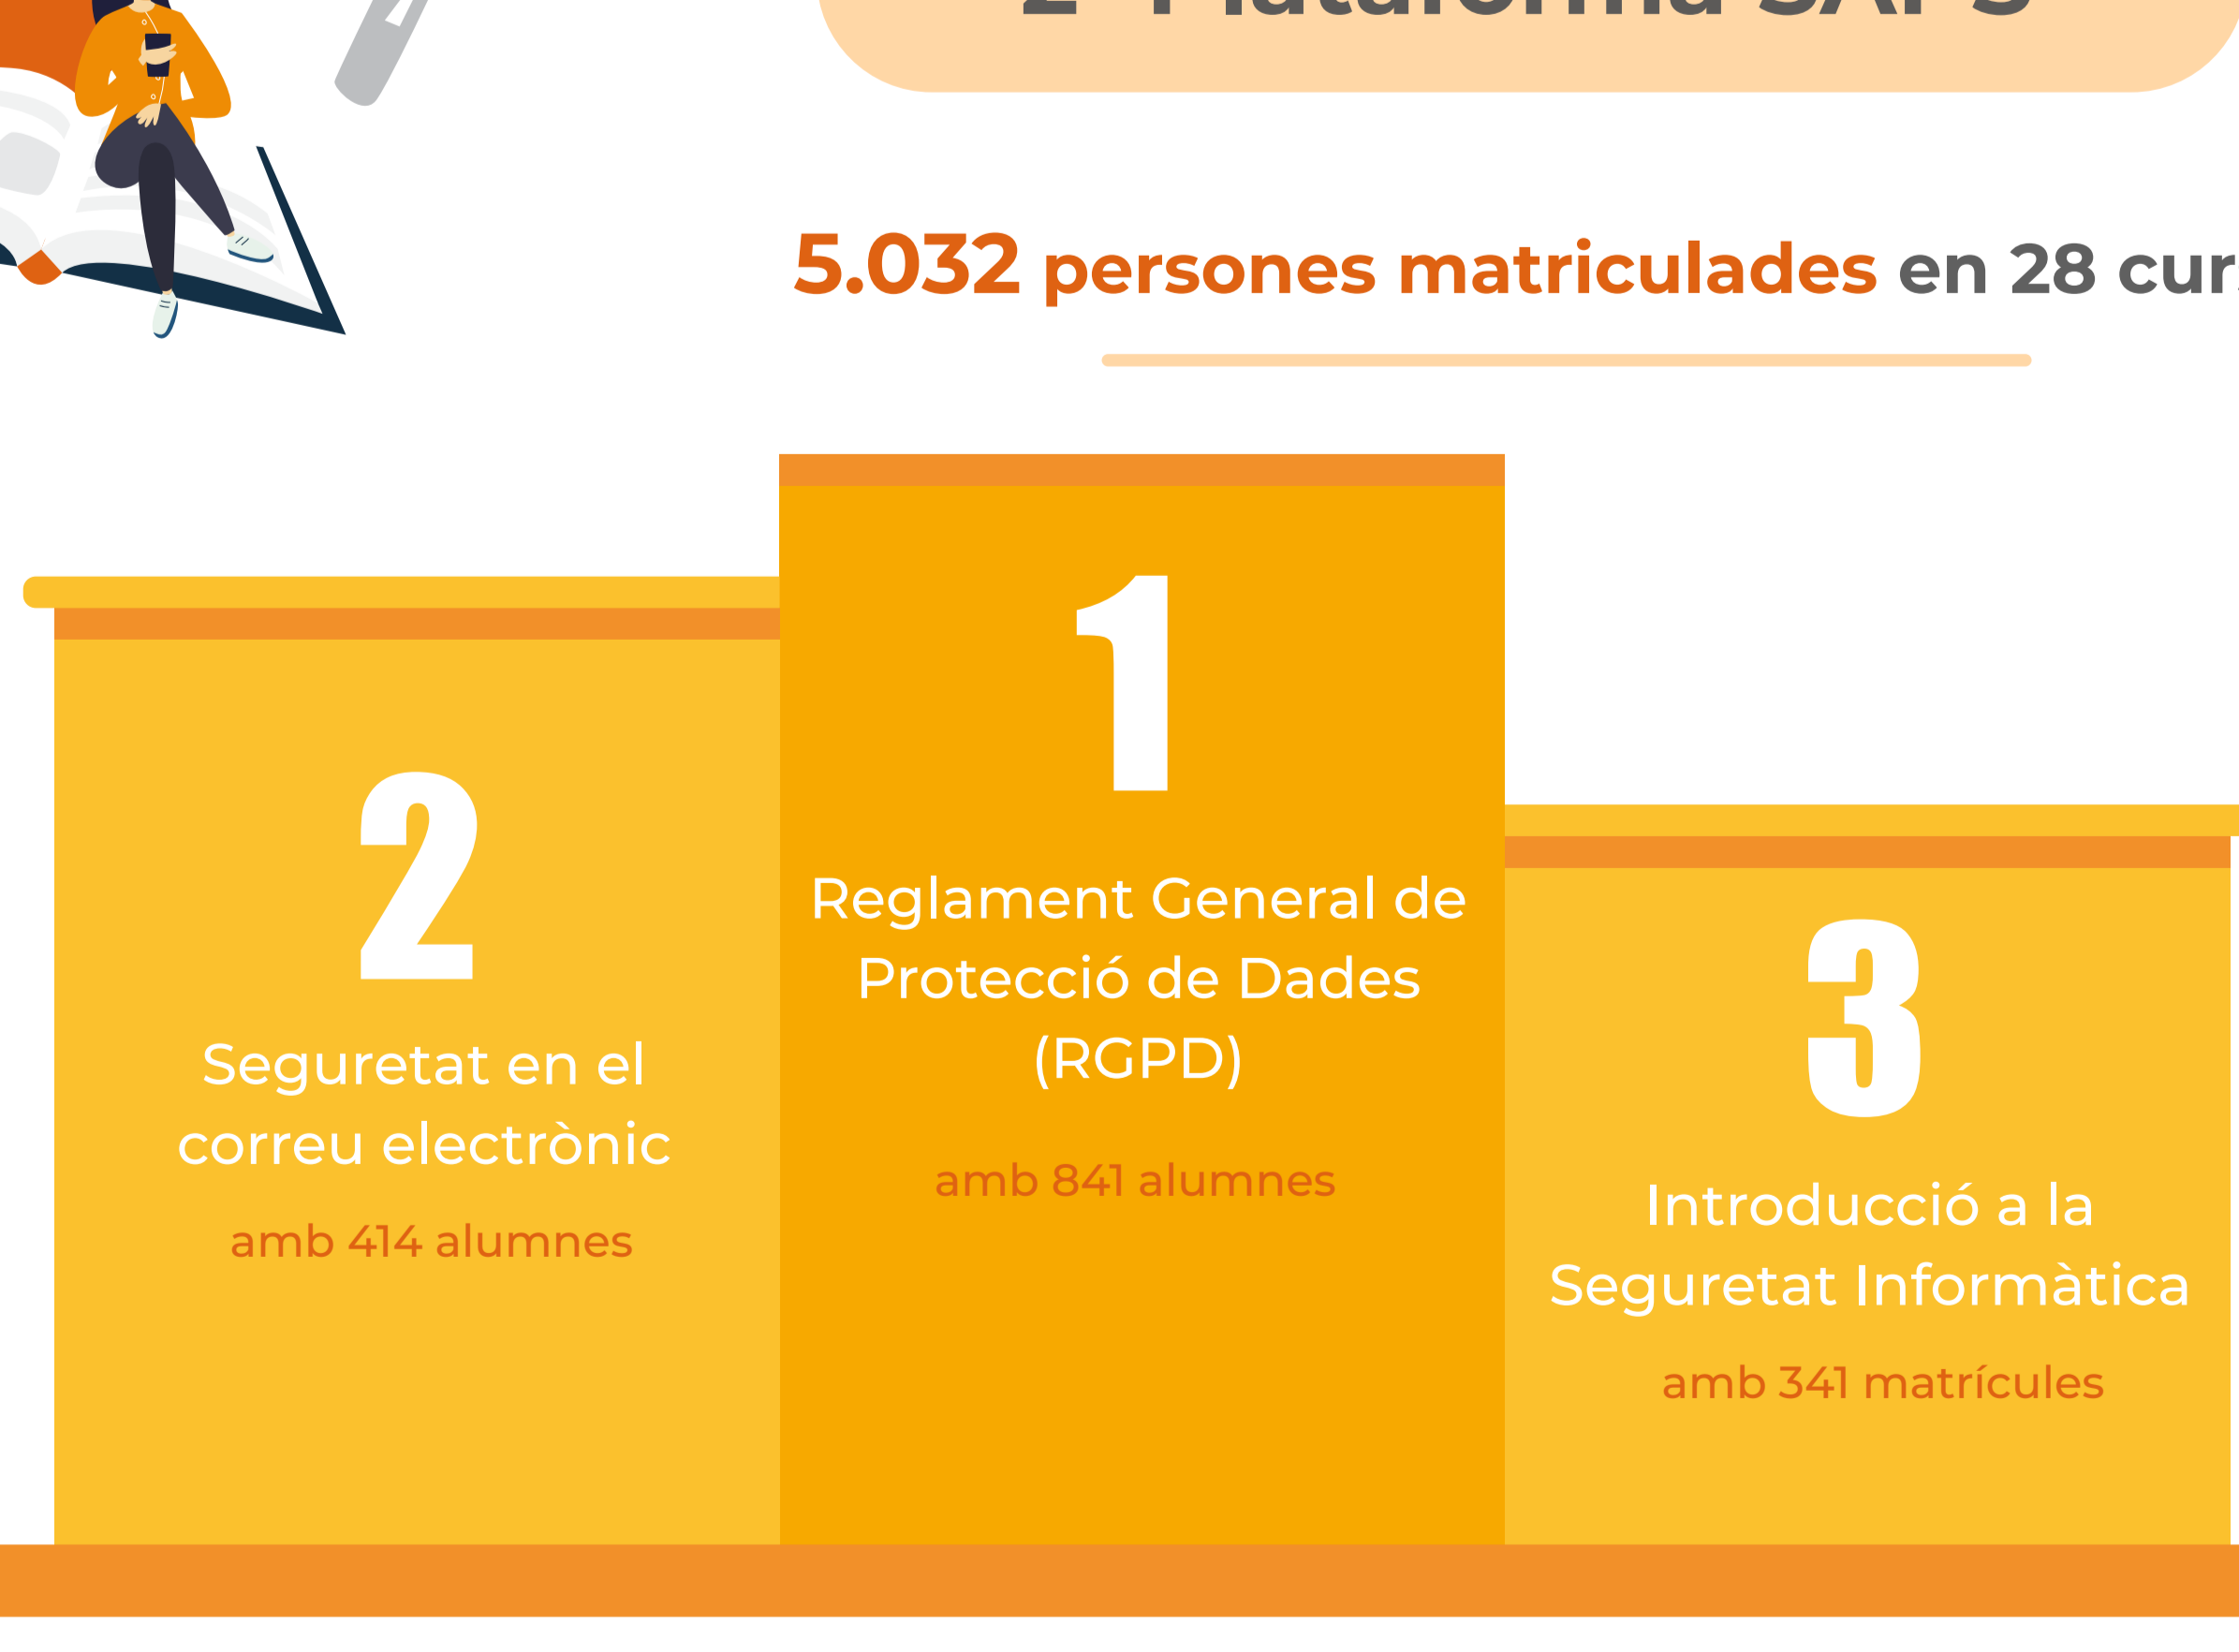 5.032 persones matriculades en 28
1
Reglament General de
Protecció de Dades
(RGPD)
amb 841 alumnes
2
Seguretat en el
correu electrònic
amb 414 alumnes
3
Introducció a la
Seguretat Informàtica
amb 341 matrícules